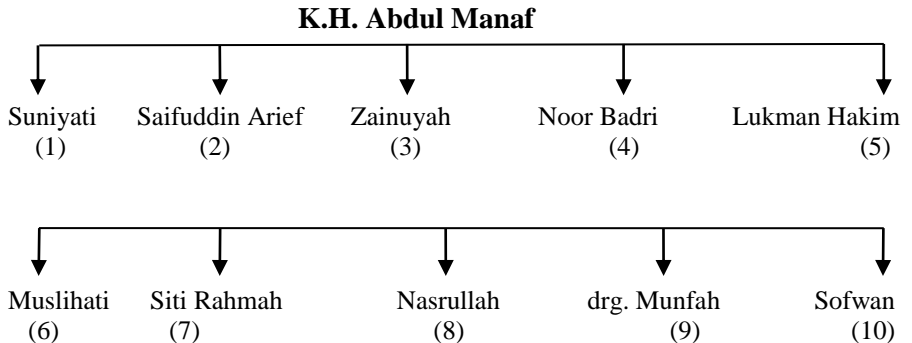 K.H. Abdul Manaf
Suniyati Saifuddin Arief Zainuyah Noor Badri Lukman Hakim
(1) (2) (3) (4) (5)
Muslihati Siti Rahmah Nasrullah drg. Munfah Sofwan
(6) (7) (8) (9) (10)